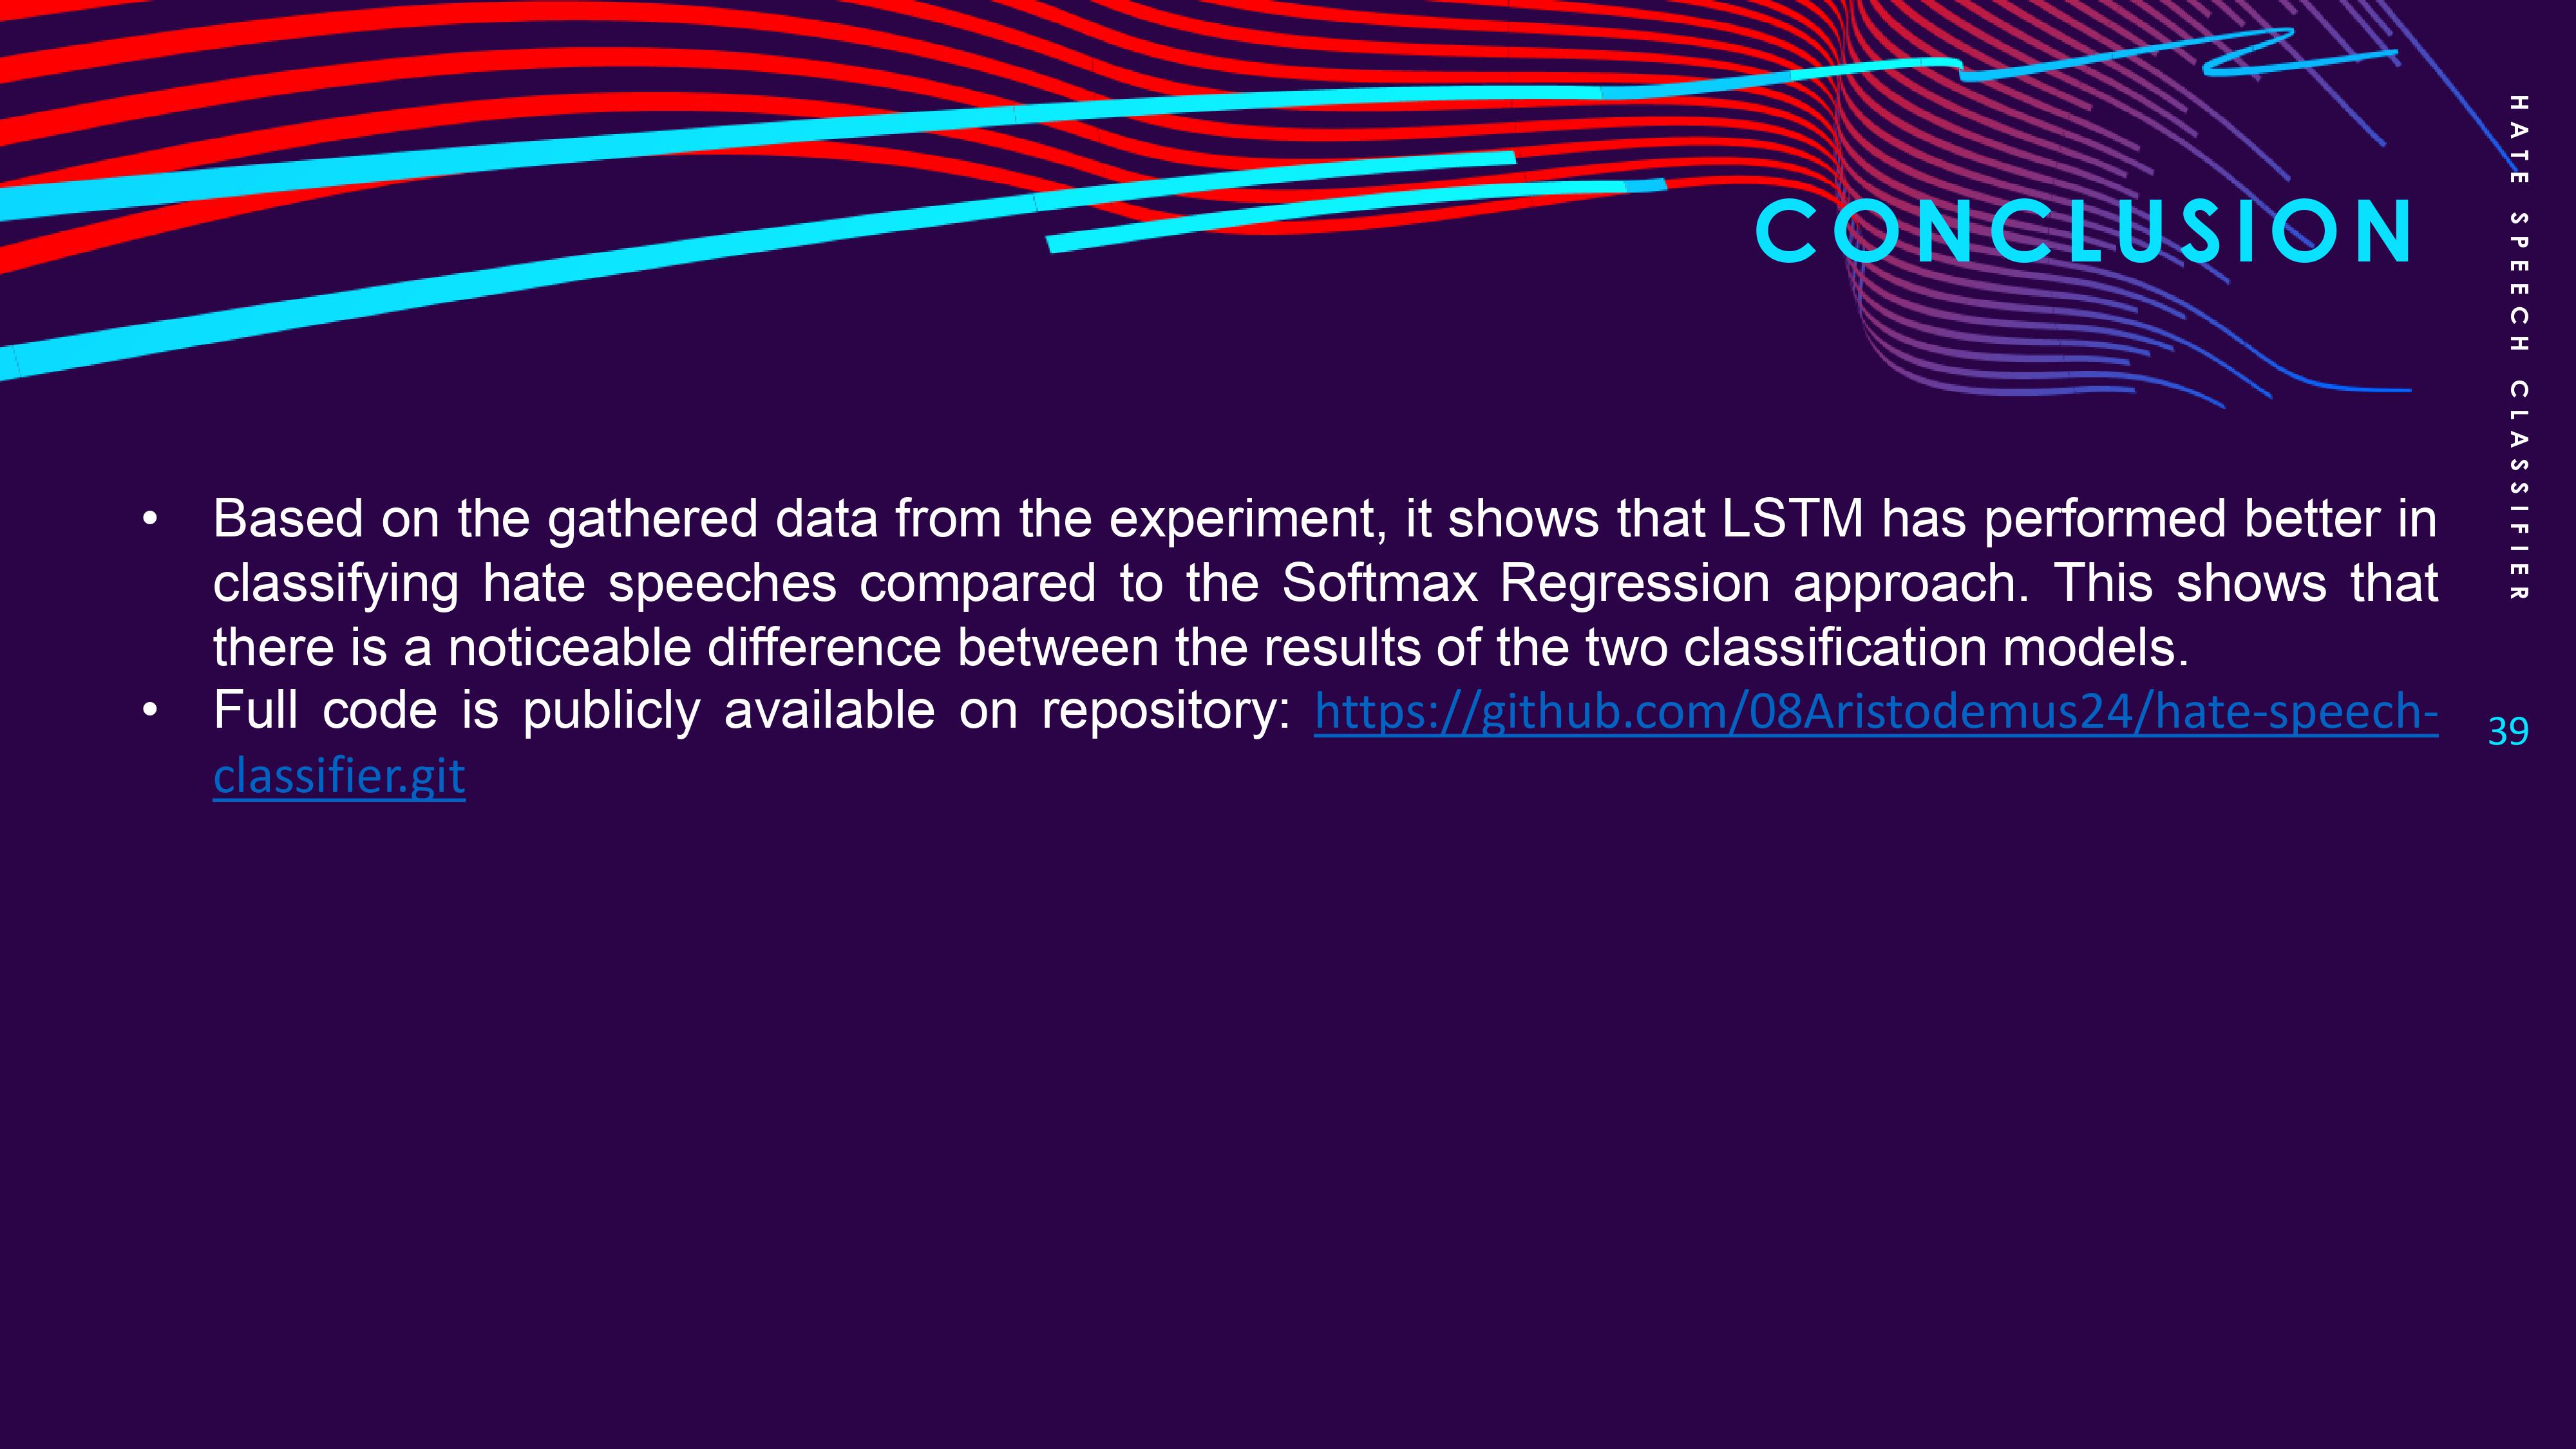 CONCLUSION
HATE SPEECH CLASSIFIER
• Based on the gathered data from the experiment, it shows that LSTM has performed better in
classifying hate speeches compared to the Softmax Regression approach. This shows that
there is a noticeable difference between the results of the two classification models.
• Full code is publicly available on repository: https://github.com/08Aristodemus24/hate-speech-
classifier.git
39